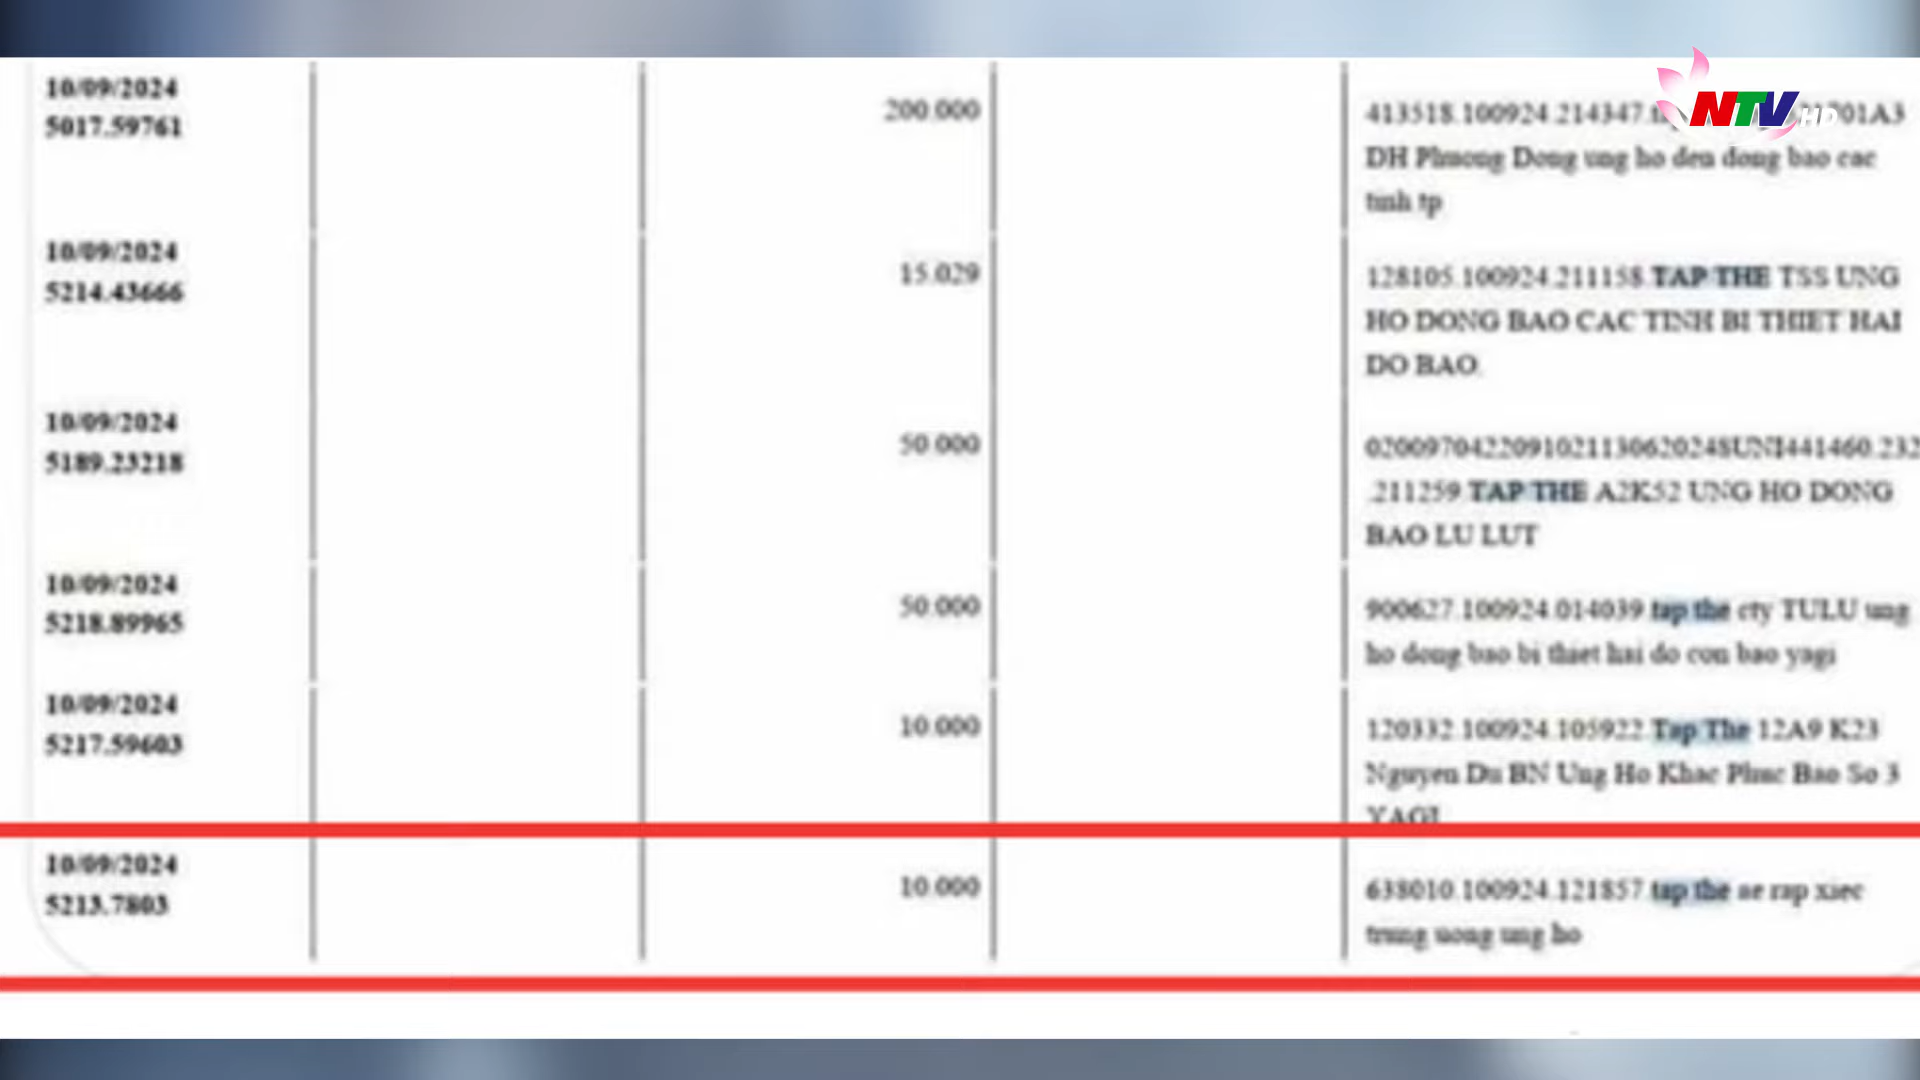 NTV HD
10/09/2024
5017.59761
200.000
413518.100924.214347. 01A3
DH Phuong Dong ung ho den dong bao cac
tinh tp
10/09/2024
5214.43666
15.029
128105.100924.211158.TAP THE TSS UNG
HO DONG BAO CAC TINH BI THIET HAI
DO BAO.
10/09/2024
5189.23218
50.000
0200970422091021130620248UNI441460.232
.211259.TAP THE A2K52 UNG HO DONG
BAO LU LUT
10/09/2024
5218.89965
50.000
900627.100924.014039.tap the cty TULU ung
ho dong bao bi thiet hai do con bao yagi
10/09/2024
5217.59603
10.000
120332.100924.105922.Tap The 12A9 K23
Nguyen Du BN Ung Ho Khac Phuc Bao So 3
YAGI
10/09/2024
5213.7803
10.000
638010.100924.121857.tap the ae rap xiec
trung uong ung ho